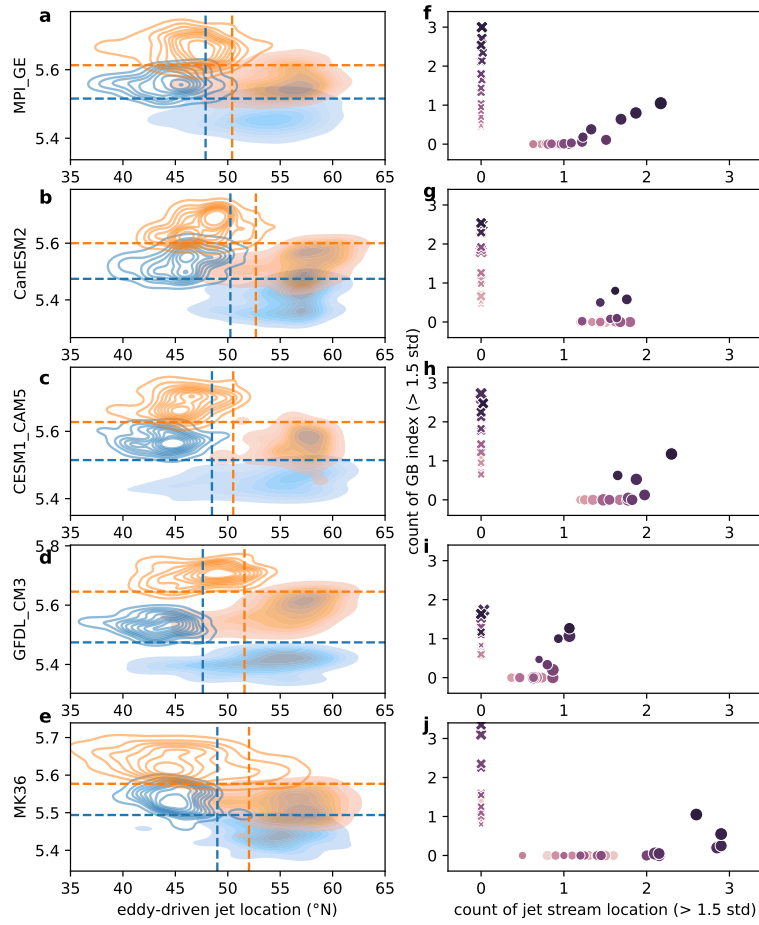 a
MPI_GE
5.6
5.4
35 40 45 50 55 60 65
b
CanESM2
5.6
5.4
35 40 45 50 55 60 65
c
CESM1_CAM5
5.6
5.4
35 40 45 50 55 60 65
d
GFDL_CM3
5.8
5.6
5.4
35 40 45 50 55 60 65
e
MK36
5.7
5.6
5.5
5.4
35 40 45 50 55 60 65
eddy-driven jet location (°N)
count of GB index (> 1.5 std)
f
3
2
1
0
0 1 2 3
g
3
2
1
0
0 1 2 3
h
3
2
1
0
0 1 2 3
i
3
2
1
0
0 1 2 3
j
3
2
1
0
0 1 2 3
count of jet stream location (> 1.5 std)